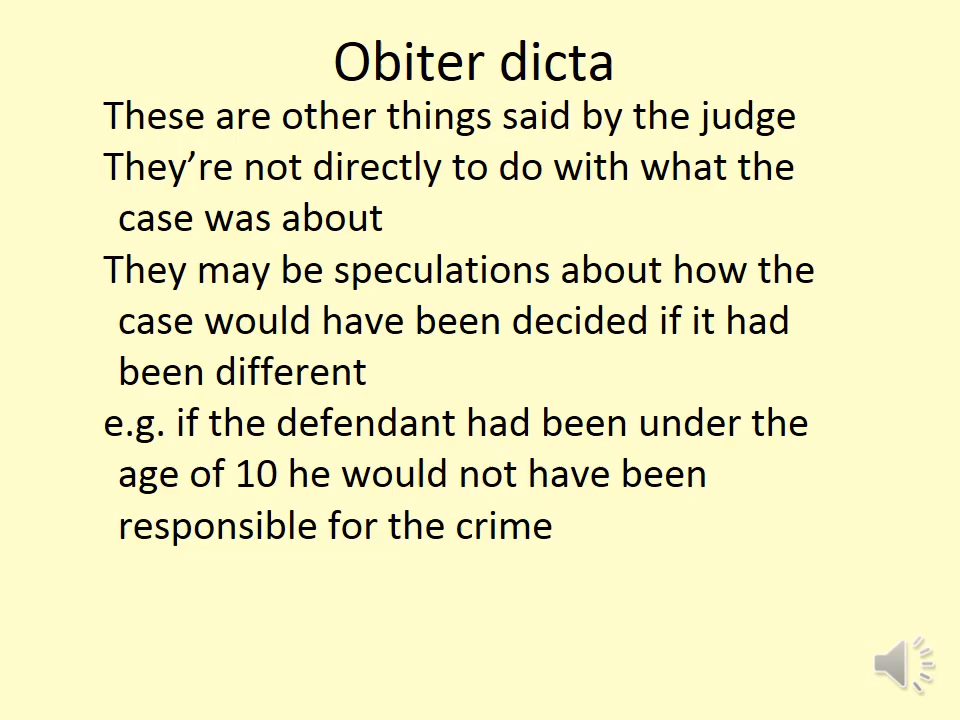 Obiter dicta
These are other things said by the judge
They’re not directly to do with what the
case was about
They may be speculations about how the
case would have been decided if it had
been different
e.g. if the defendant had been under the
age of 10 he would not have been
responsible for the crime